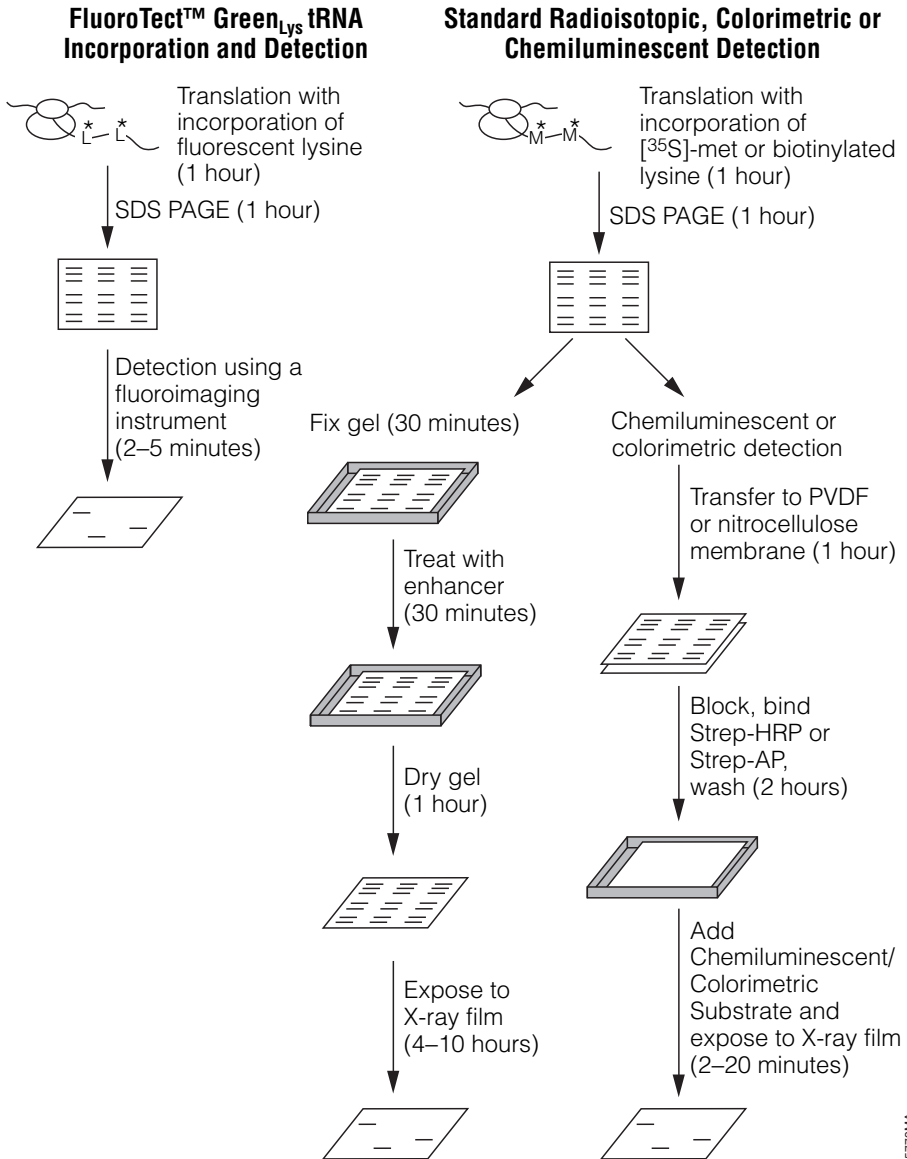 FluoroTect™ Green Lys tRNA
Incorporation and Detection
Translation with
incorporation of
fluorescent lysine
(1 hour)
* *
L L
SDS PAGE (1 hour)
Detection using a
fluoroimaging
instrument
(2–5 minutes)
Standard Radioisotopic, Colorimetric or
Chemiluminescent Detection
Translation with
incorporation of
[³⁵S]-met or biotinylated
lysine (1 hour)
* *
M M
SDS PAGE (1 hour)
Fix gel (30 minutes)
Treat with
enhancer
(30 minutes)
Dry gel
(1 hour)
Expose to
X-ray film
(4–10 hours)
Chemiluminescent or
colorimetric detection
Transfer to PVDF
or nitrocellulose
membrane (1 hour)
Block, bind
Strep-HRP or
Strep-AP,
wash (2 hours)
Add
Chemiluminescent/
Colorimetric
Substrate and
expose to X-ray film
(2–20 minutes)